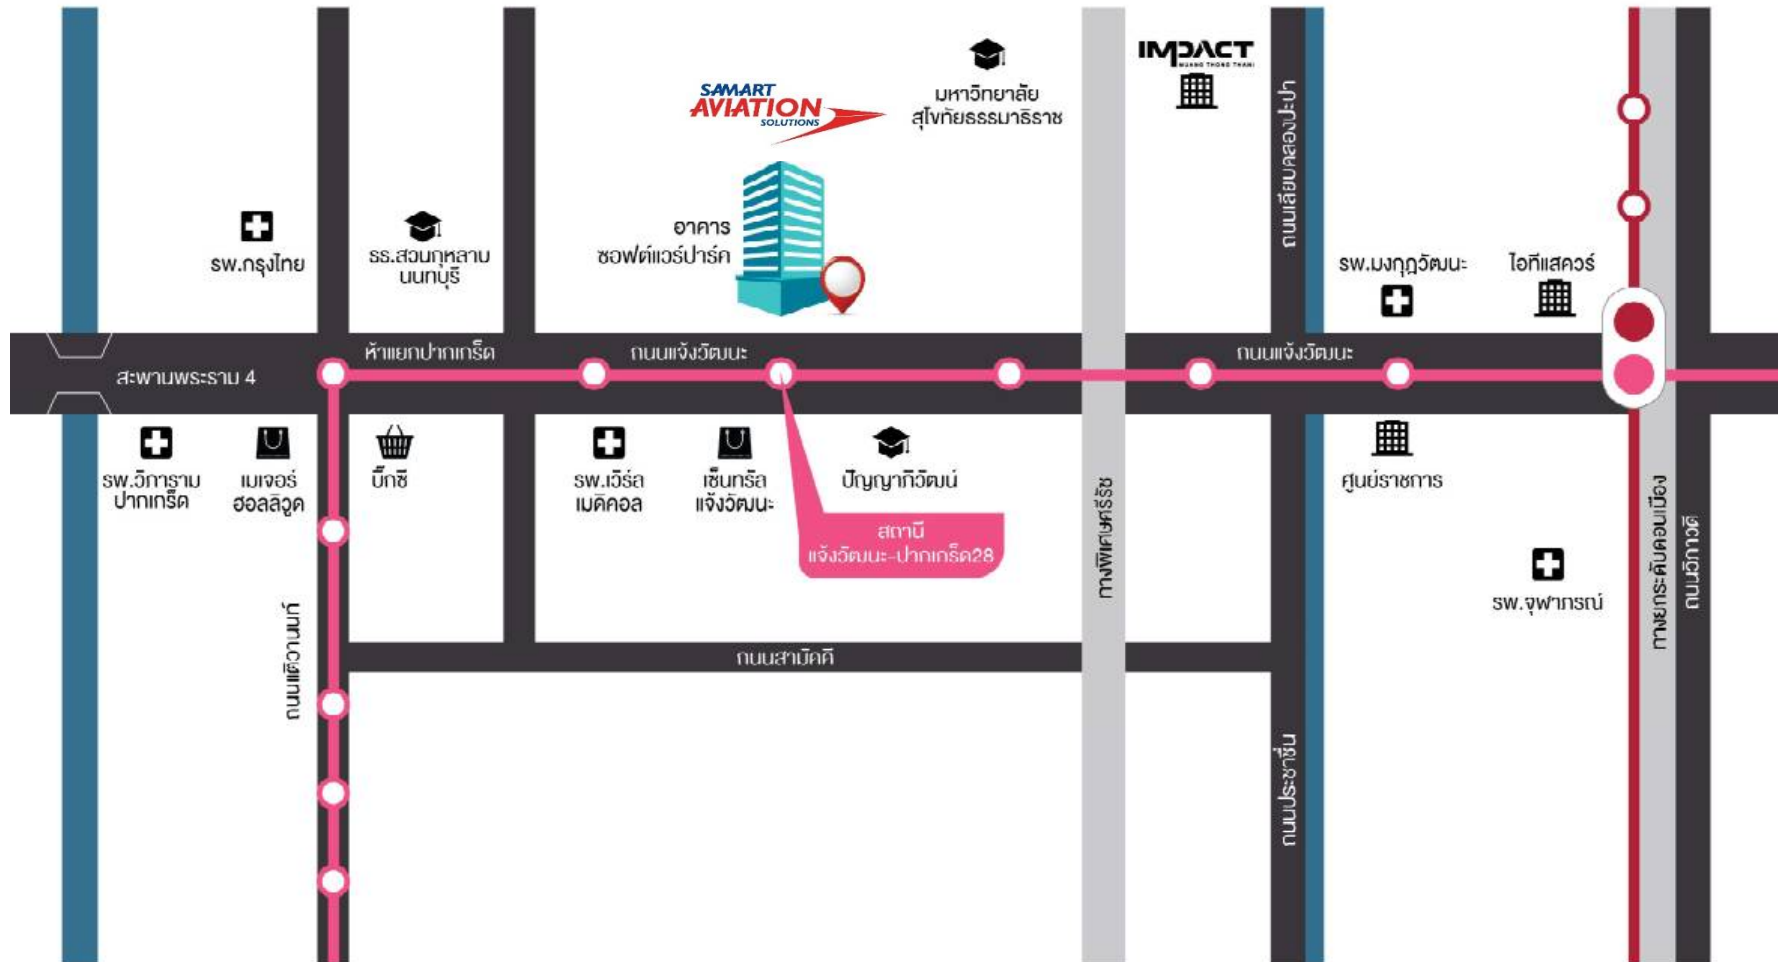 IMPACT
MUANG THONG THANI
SAMART
AVIATION
SOLUTIONS
มหาวิทยาลัย
สุโขทัยธรรมาธิราช
ถนนเลียบคลองประปา
อาคาร
ซอฟต์แวร์ปาร์ค
รพ.กรุงไทย
รร.สวนกุหลาบ
นนทบุรี
รพ.มงกุฎวัฒนะ
ไอทีแสควร์
ห้าแยกปากเกร็ด
ถนนแจ้งวัฒนะ
ถนนแจ้งวัฒนะ
สะพานพระราม 4
รพ.วิภาราม
ปากเกร็ด
เมเจอร์
ฮอลลิวูด
บิ๊กซี
รพ.เวิร์ล
เมดิคอล
เซ็นทรัล
แจ้งวัฒนะ
ปัญญาภิวัฒน์
ศูนย์ราชการ
สถานี
แจ้งวัฒนะ-ปากเกร็ด28
ทางพิเศษศรีรัช
ทางยกระดับดอนเมือง
ถนนวิภาวดี
รพ.จุฬาภรณ์
ถนนติวานนท์
ถนนสามัคคี
ถนนประชาชื่น